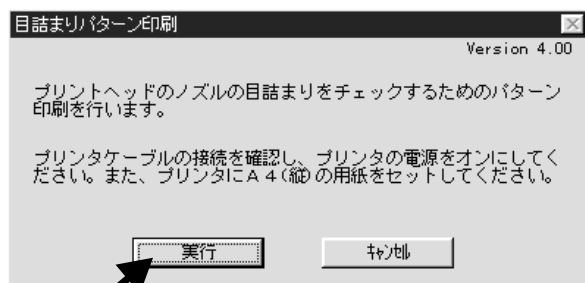 目詰まりパターン印刷
Version 4.00
プリントヘッドのノズルの目詰まりをチェックするためのパターン
印刷を行います。
プリンタケーブルの接続を確認し、プリンタの電源をオンにしてく
ださい。また、プリンタにA4(縦)の用紙をセットしてください。
実行
ｷｬﾝｾﾙ